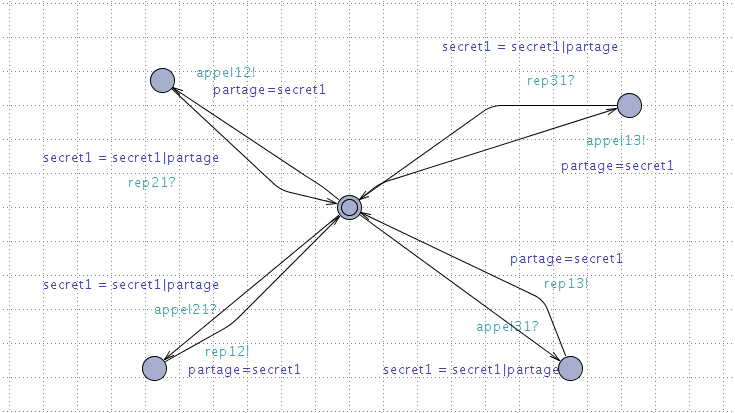 secret1 = secret1|partage
appel12!
rep31?
partage=secret1
appel13!
secret1 = secret1|partage
partage=secret1
rep21?
partage=secret1
secret1 = secret1|partage
rep13!
appel21?
appel31?
rep12!
partage=secret1
secret1 = secret1|partage